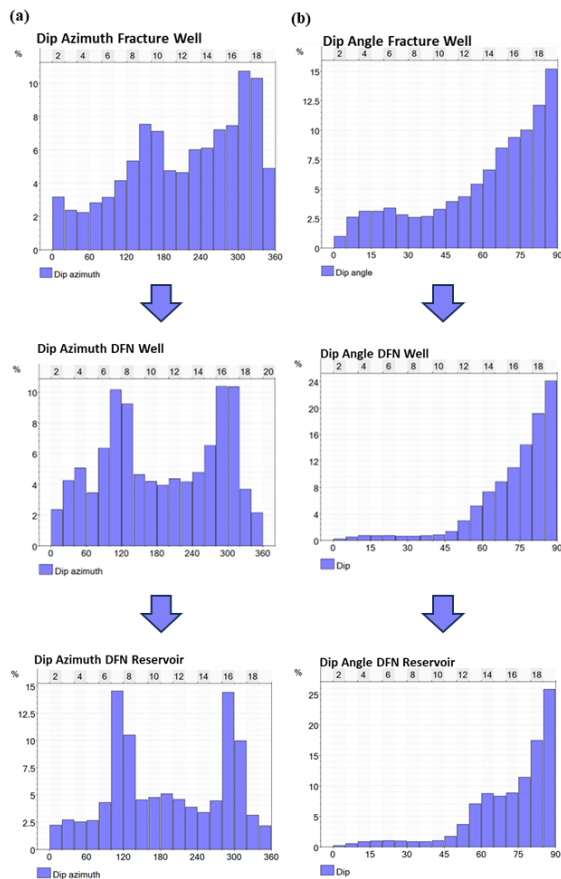 (a)
Dip Azimuth Fracture Well
% 2 4 6 8 10 12 14 16 18
10
8
6
4
2
0
0 60 120 180 240 300 360
Dip azimuth
(b)
Dip Angle Fracture Well
% 2 4 6 8 10 12 14 16 18
15
12.5
10
7.5
5
2.5
0
0 15 30 45 60 75 90
Dip angle
Dip Azimuth DFN Well
% 2 4 6 8 10 12 14 16 18 20
10
8
6
4
2
0
0 60 120 180 240 300 360
Dip azimuth
Dip Angle DFN Well
% 2 4 6 8 10 12 14 16 18
24
20
16
12
8
4
0
0 15 30 45 60 75 90
Dip
Dip Azimuth DFN Reservoir
% 2 4 6 8 10 12 14 16 18
15
12.5
10
7.5
5
2.5
0
0 60 120 180 240 300 360
Dip azimuth
Dip Angle DFN Reservoir
% 2 4 6 8 10 12 14 16 18
25
20
15
10
5
0
0 15 30 45 60 75 90
Dip